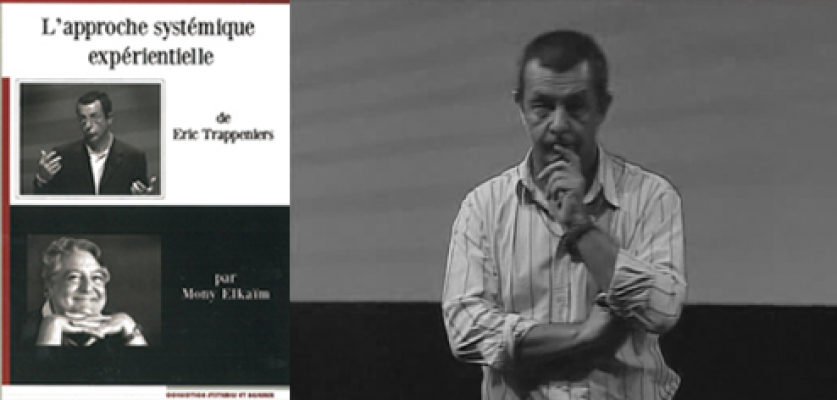 L'approche systémique
expérientielle
de
Eric Trappeniers
par
Mony Elkaïm